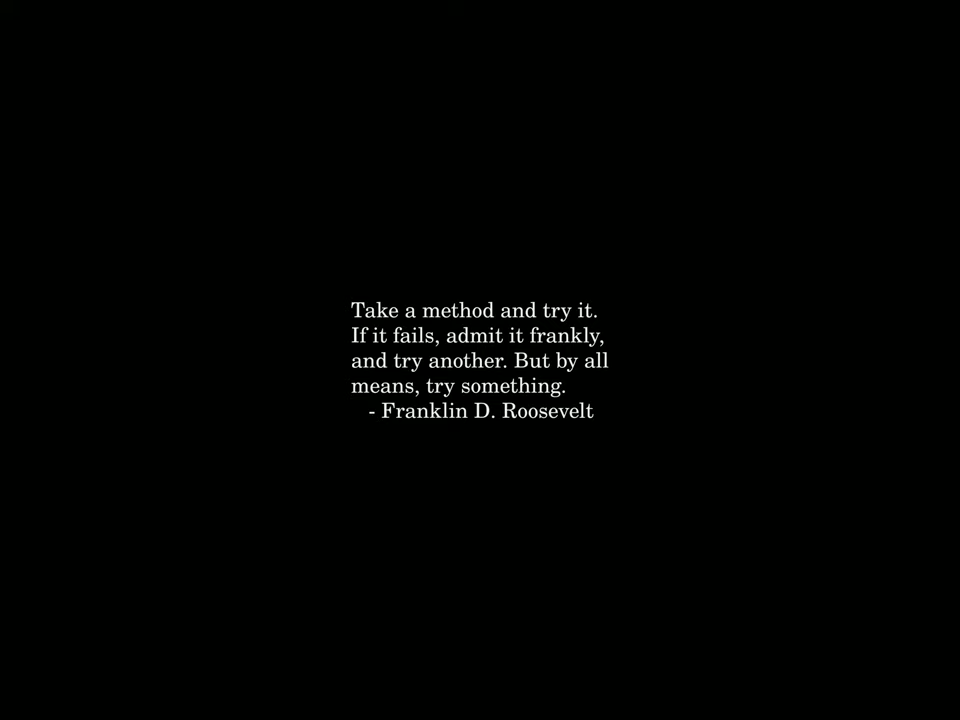 Take a method and try it.
If it fails, admit it frankly,
and try another. But by all
means, try something.
- Franklin D. Roosevelt